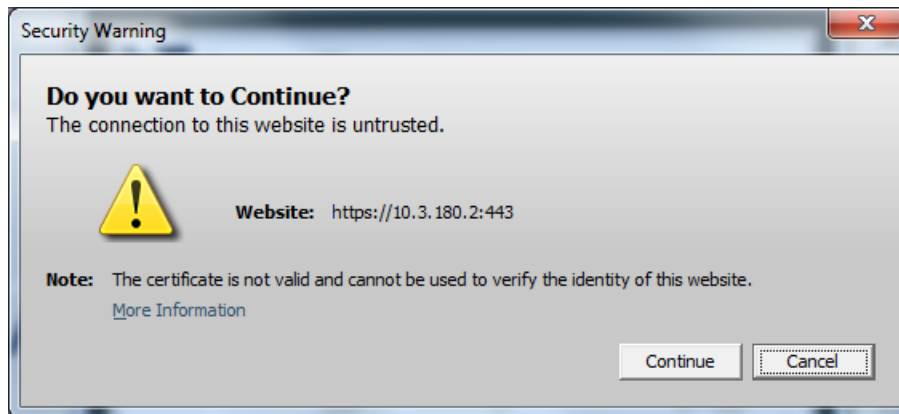 Security Warning
Do you want to Continue?
The connection to this website is untrusted.
Website: https://10.3.180.2:443
Note: The certificate is not valid and cannot be used to verify the identity of this website.
More Information
Continue Cancel